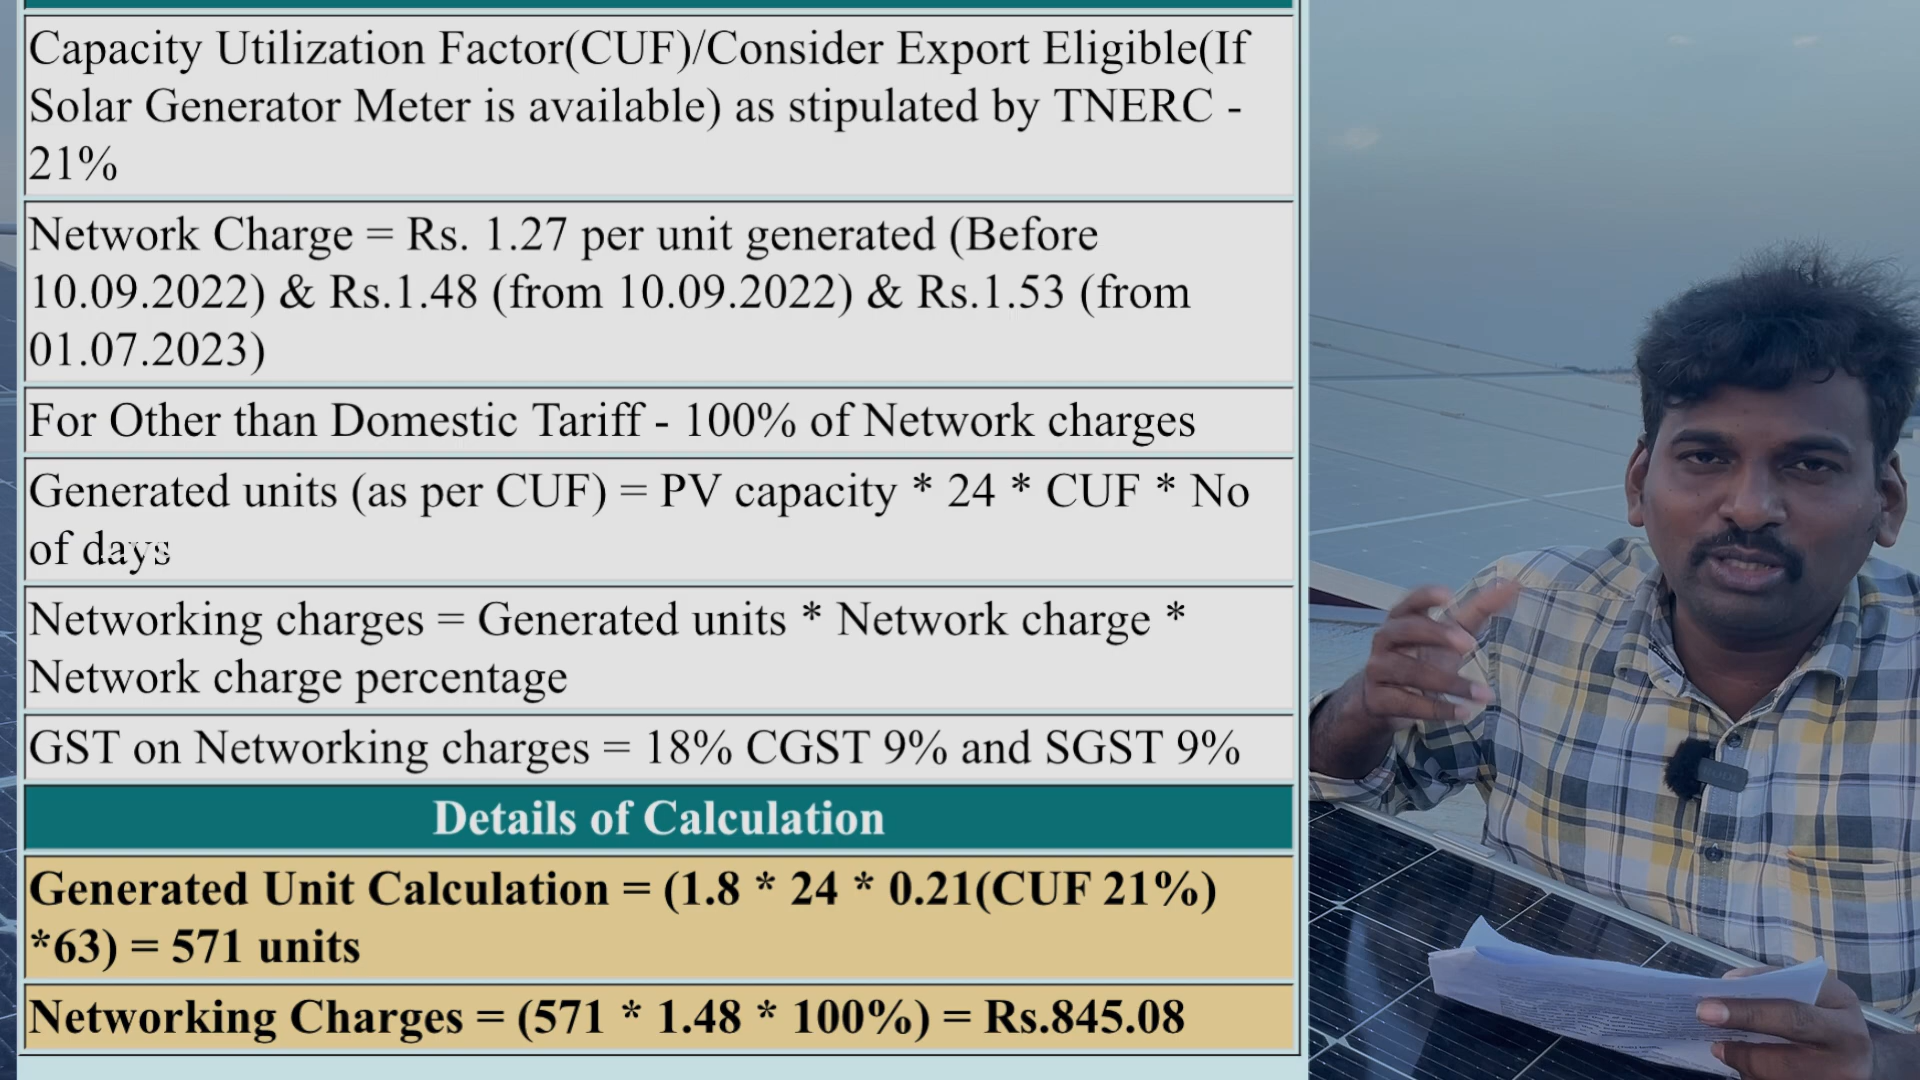 Capacity Utilization Factor(CUF)/Consider Export Eligible(If
Solar Generator Meter is available) as stipulated by TNERC -
21%
Network Charge = Rs. 1.27 per unit generated (Before
10.09.2022) & Rs.1.48 (from 10.09.2022) & Rs.1.53 (from
01.07.2023)
For Other than Domestic Tariff - 100% of Network charges
Generated units (as per CUF) = PV capacity * 24 * CUF * No
of days
Networking charges = Generated units * Network charge *
Network charge percentage
GST on Networking charges = 18% CGST 9% and SGST 9%
Details of Calculation
Generated Unit Calculation = (1.8 * 24 * 0.21(CUF 21%)
*63) = 571 units
Networking Charges = (571 * 1.48 * 100%) = Rs.845.08